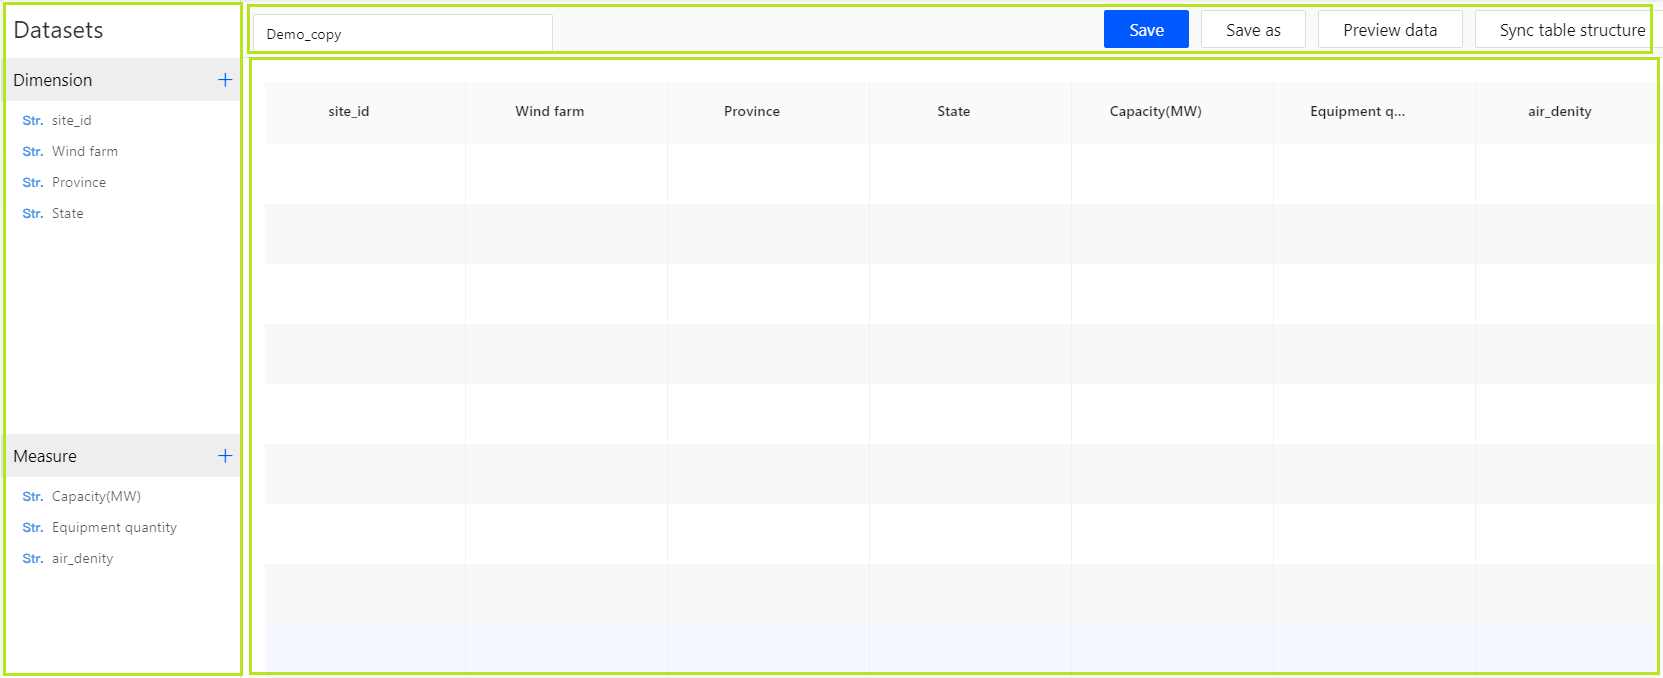 Datasets
Dimension
Str. site_id
Str. Wind farm
Str. Province
Str. State
Measure
Str. Capacity(MW)
Str. Equipment quantity
Str. air_denity
Demo_copy Save Save as Preview data Sync table structure
site_id Wind farm Province State Capacity(MW) Equipment q... air_denity